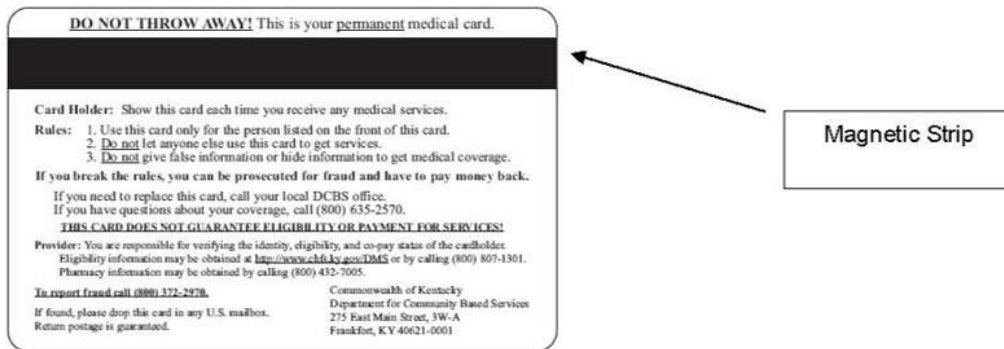 DO NOT THROW AWAY! This is your permanent medical card.
Magnetic Strip
Card Holder: Show this card each time you receive any medical services.
Rules: 1. Use this card only for the person listed on the front of this card.
2. Do not let anyone else use this card to get services.
3. Do not give false information or hide information to get medical coverage.
If you break the rules, you can be prosecuted for fraud and have to pay money back.
If you need to replace this card, call your local DCBS office.
If you have questions about your coverage, call (800) 635-2570.
THIS CARD DOES NOT GUARANTEE ELIGIBILITY OR PAYMENT FOR SERVICES!
Provider: You are responsible for verifying the identity, eligibility, and co-pay status of the cardholder.
Eligibility information may be obtained at http://www.chfs.ky.gov/DMS or by calling (800) 807-1301.
Pharmacy information may be obtained by calling (800) 432-7005.
To report fraud call (800) 372-2970.
If found, please drop this card in any U.S. mailbox.
Return postage is guaranteed.
Commonwealth of Kentucky
Department for Community Based Services
275 East Main Street, 3W-A
Frankfort, KY 40621-0001